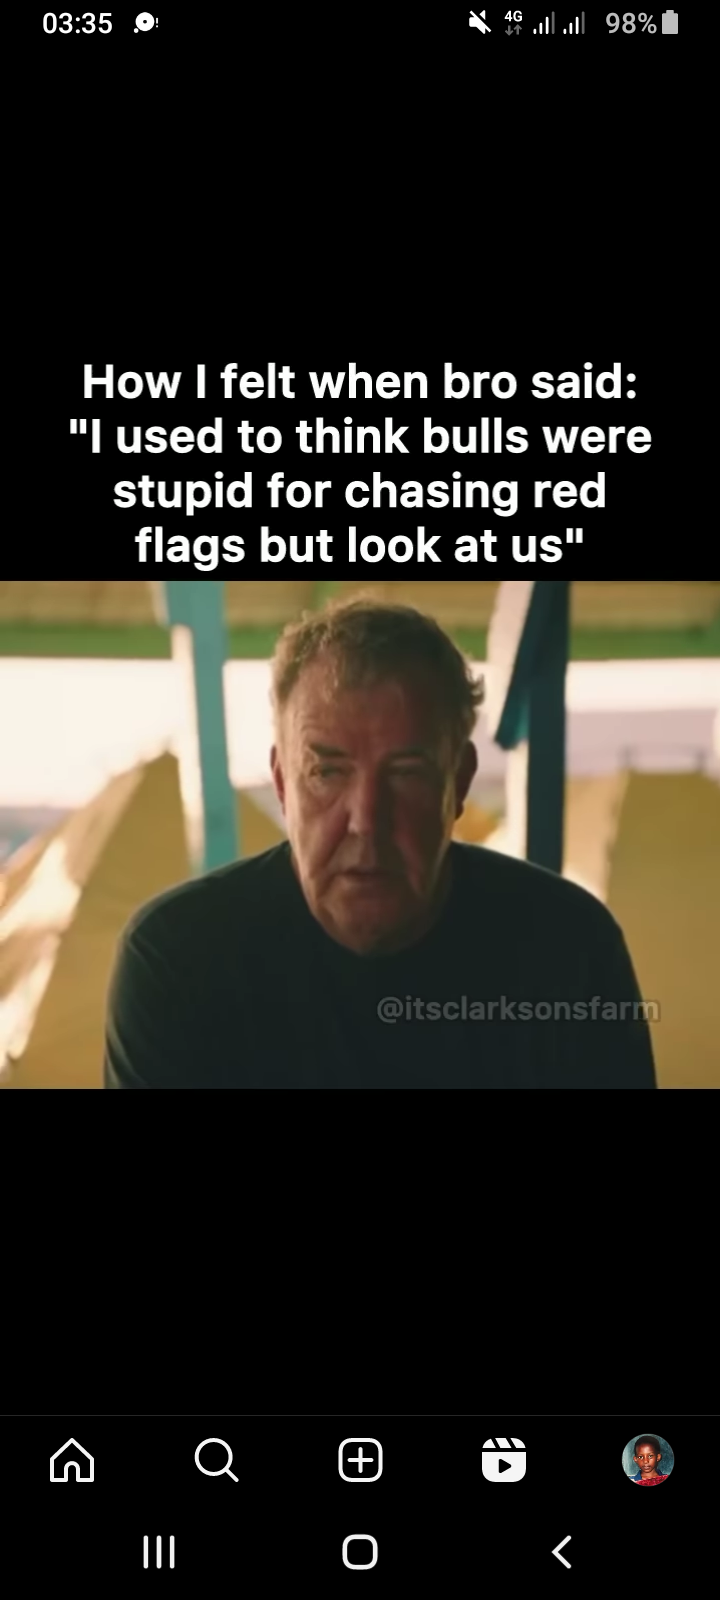 03:35
4G
98%
How I felt when bro said:
"I used to think bulls were
stupid for chasing red
flags but look at us"
@itsclarksonsfarm